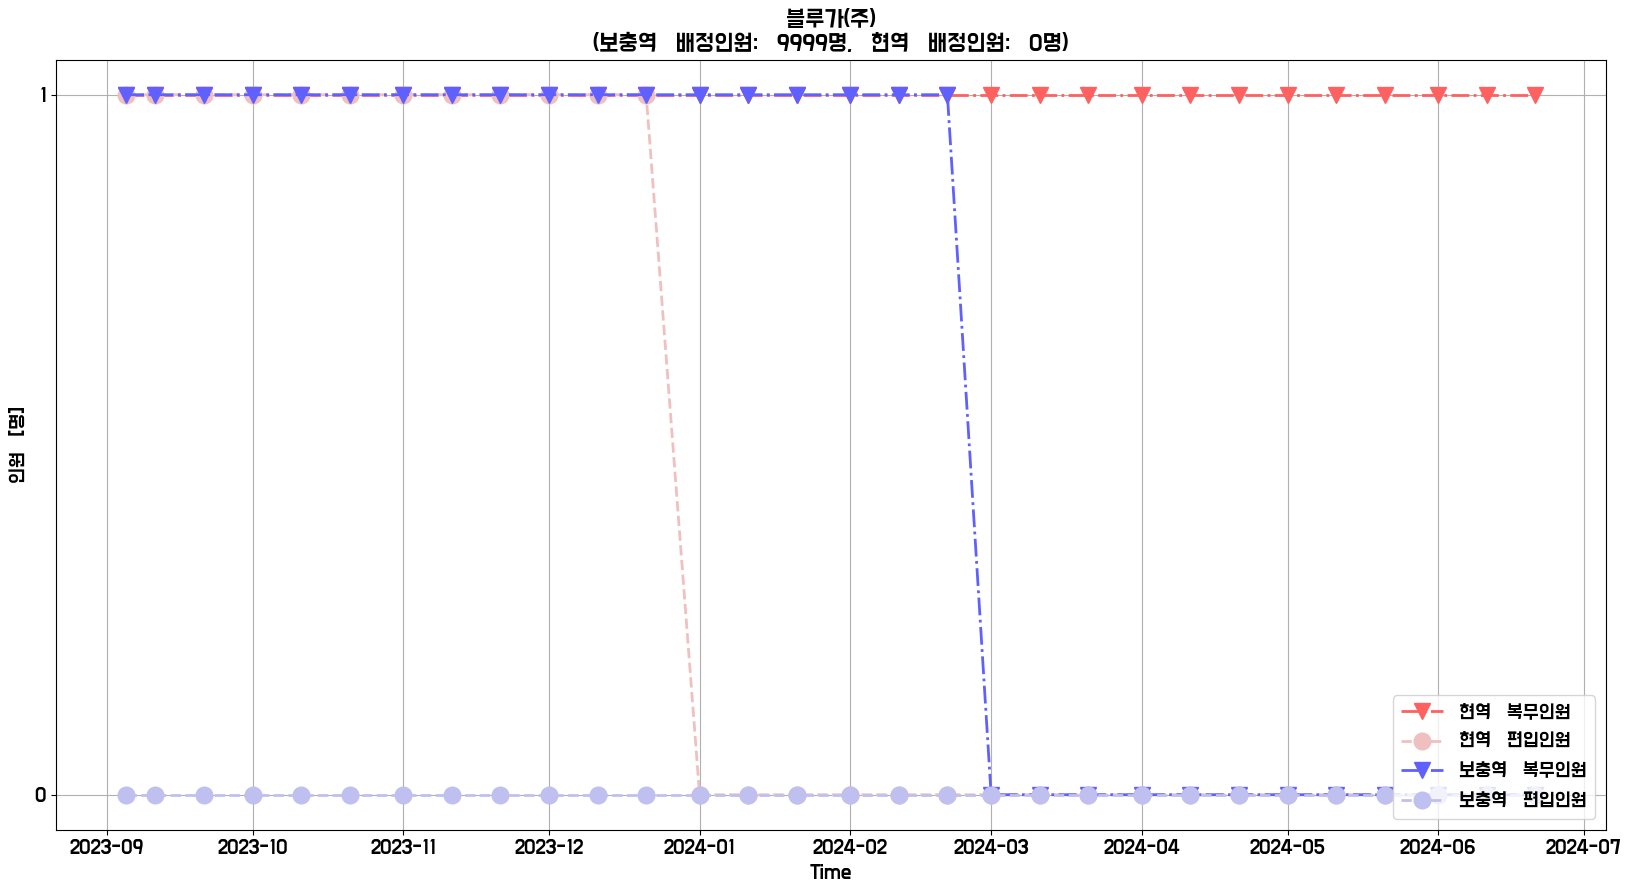 블루가(주)
(보충역 배정인원: 9999명, 현역 배정인원: 0명)
1
0
인원 [명]
현역 복무인원
현역 편입인원
보충역 복무인원
보충역 편입인원
2023-09 2023-10 2023-11 2023-12 2024-01 2024-02 2024-03 2024-04 2024-05 2024-06 2024-07
Time